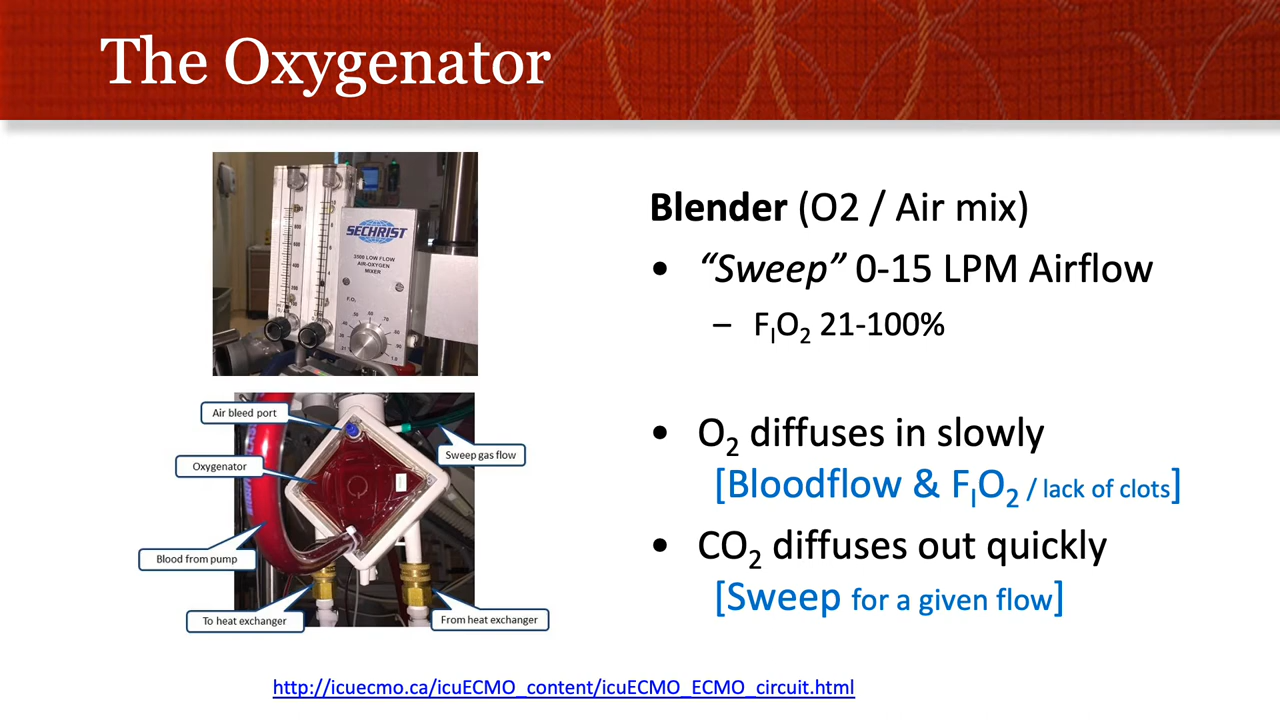 The Oxygenator
SECHRIST
3500 LOW FLOW
AIR-OXYGEN
MIXER
Air bleed port
Sweep gas flow
Oxygenator
Blood from pump
To heat exchanger
From heat exchanger
Blender (O2 / Air mix)
• “Sweep” 0-15 LPM Airflow
– FIO2 21-100%
• O2 diffuses in slowly
[Bloodflow & FIO2 / lack of clots]
• CO2 diffuses out quickly
[Sweep for a given flow]
http://icuecmo.ca/icuECMO_content/icuECMO_ECMO_circuit.html